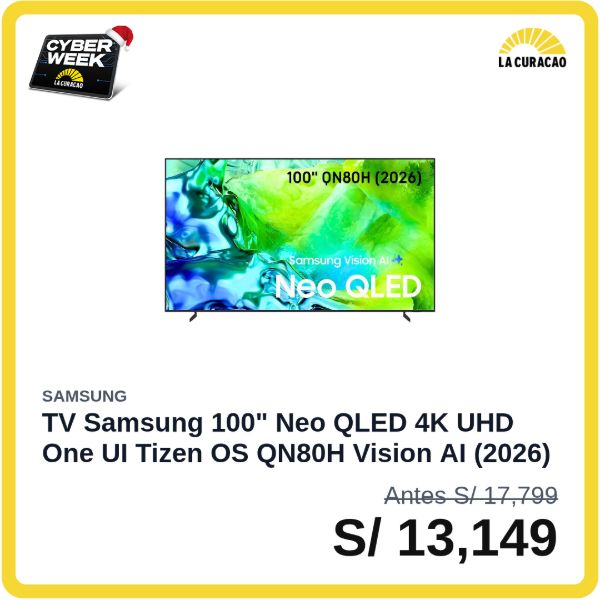 CYBER
WEEK
LA CURACAO
LA CURACAO
100" QN80H (2026)
Samsung Vision AI
Neo QLED
SAMSUNG
TV Samsung 100" Neo QLED 4K UHD
One UI Tizen OS QN80H Vision AI (2026)
Antes S/ 17,799
S/ 13,149